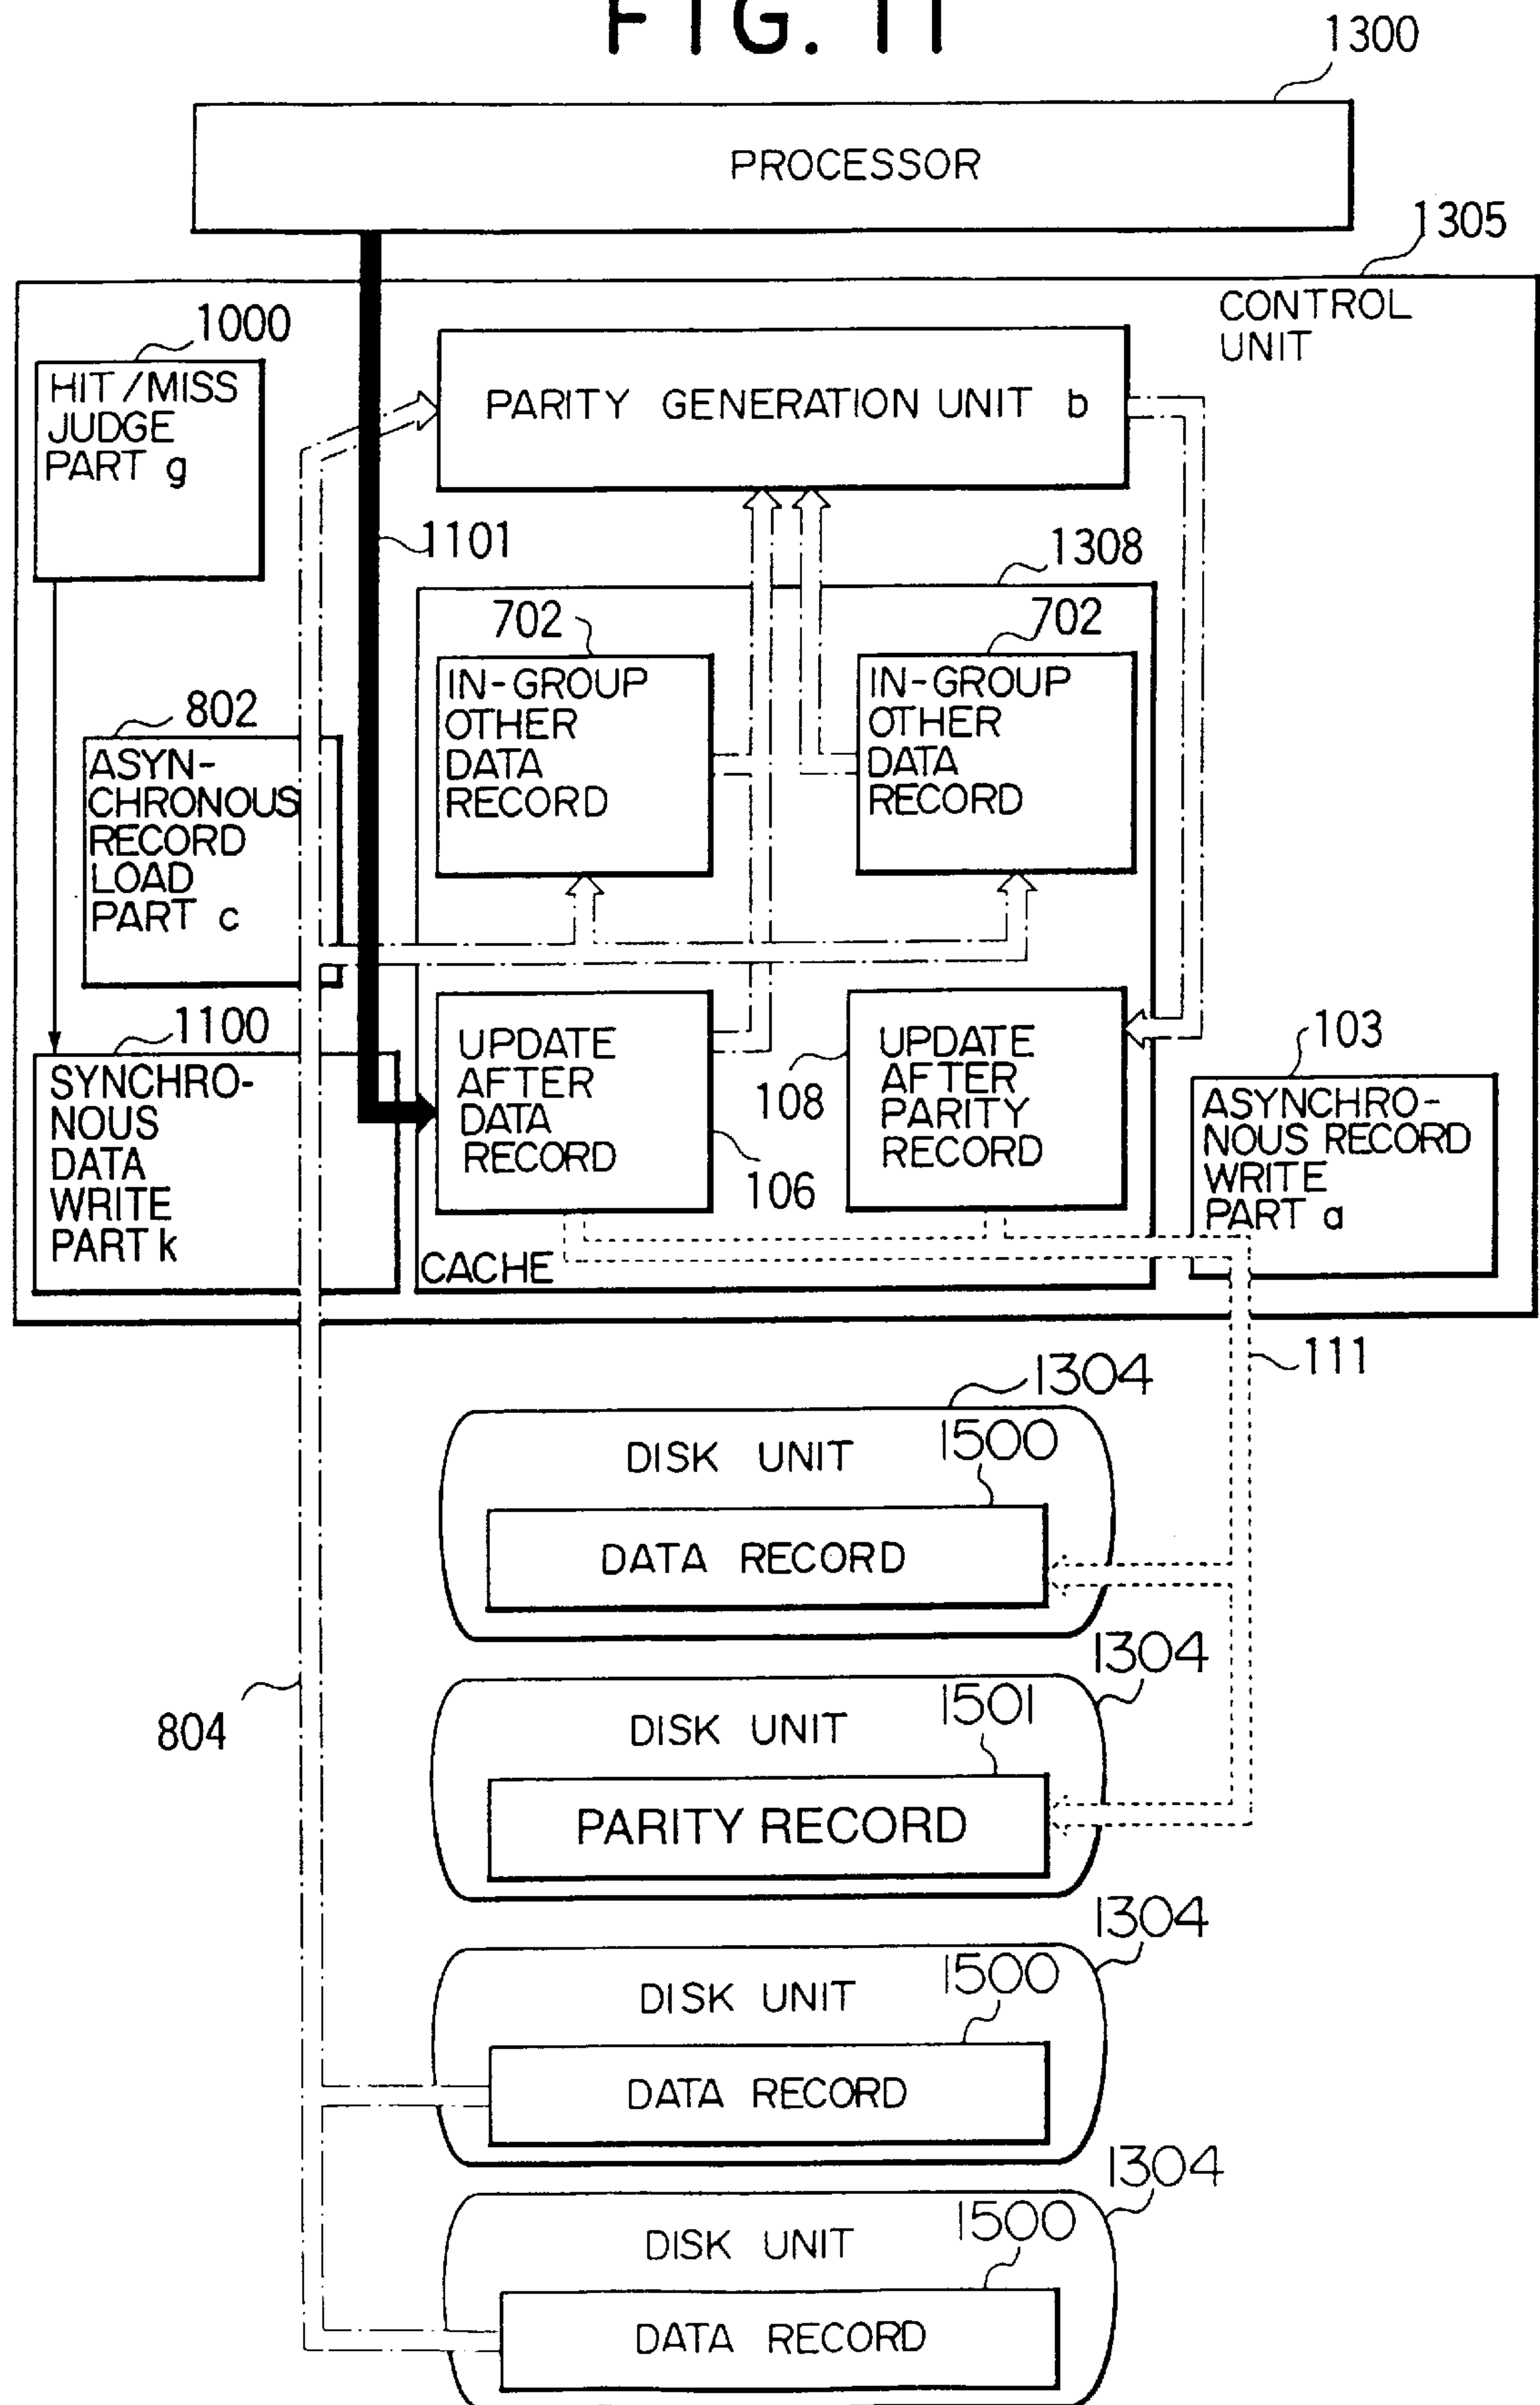 FIG. 11
1300
PROCESSOR
1305
CONTROL
UNIT
1000
HIT/MISS
JUDGE
PART g
PARITY GENERATION UNIT b
1101
1308
702
IN-GROUP
OTHER
DATA
RECORD
702
IN-GROUP
OTHER
DATA
RECORD
802
ASYN-
CHRONOUS
RECORD
LOAD
PART c
1100
SYNCHRO-
NOUS
DATA
WRITE
PART k
UPDATE
AFTER
DATA
RECORD
106
108
UPDATE
AFTER
PARITY
RECORD
103
ASYNCHRO-
NOUS RECORD
WRITE
PART a
CACHE
111
1304
DISK UNIT
1500
DATA RECORD
1304
DISK UNIT
1501
PARITY RECORD
804
1304
DISK UNIT
1500
DATA RECORD
1304
DISK UNIT
1500
DATA RECORD